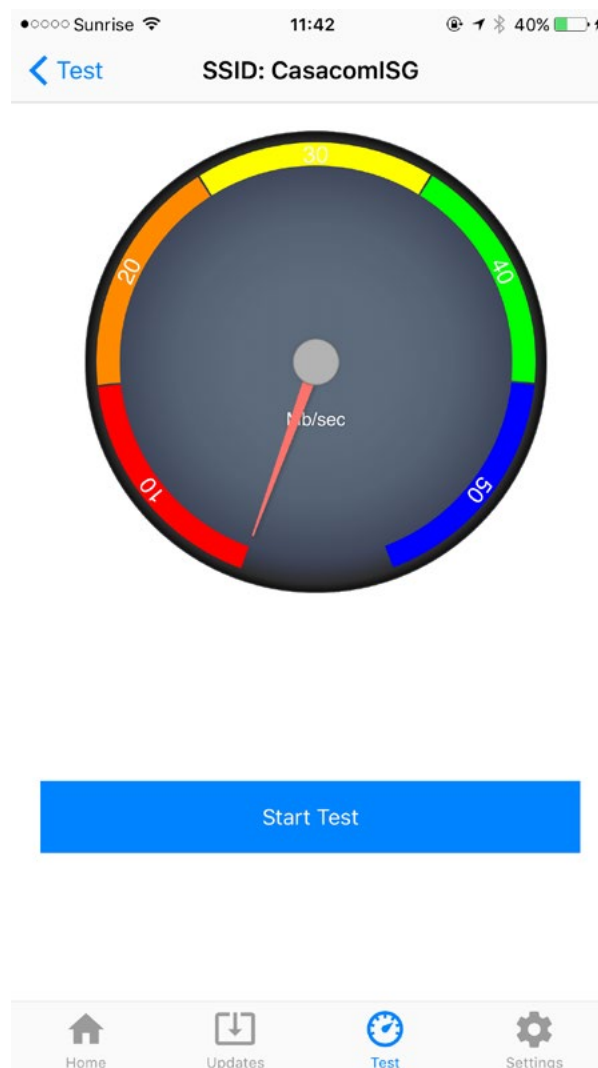 Sunrise 11:42 40%
Test SSID: CasacomISG
30
20 40
Mb/sec
10 50
Start Test
Home Updates Test Settings